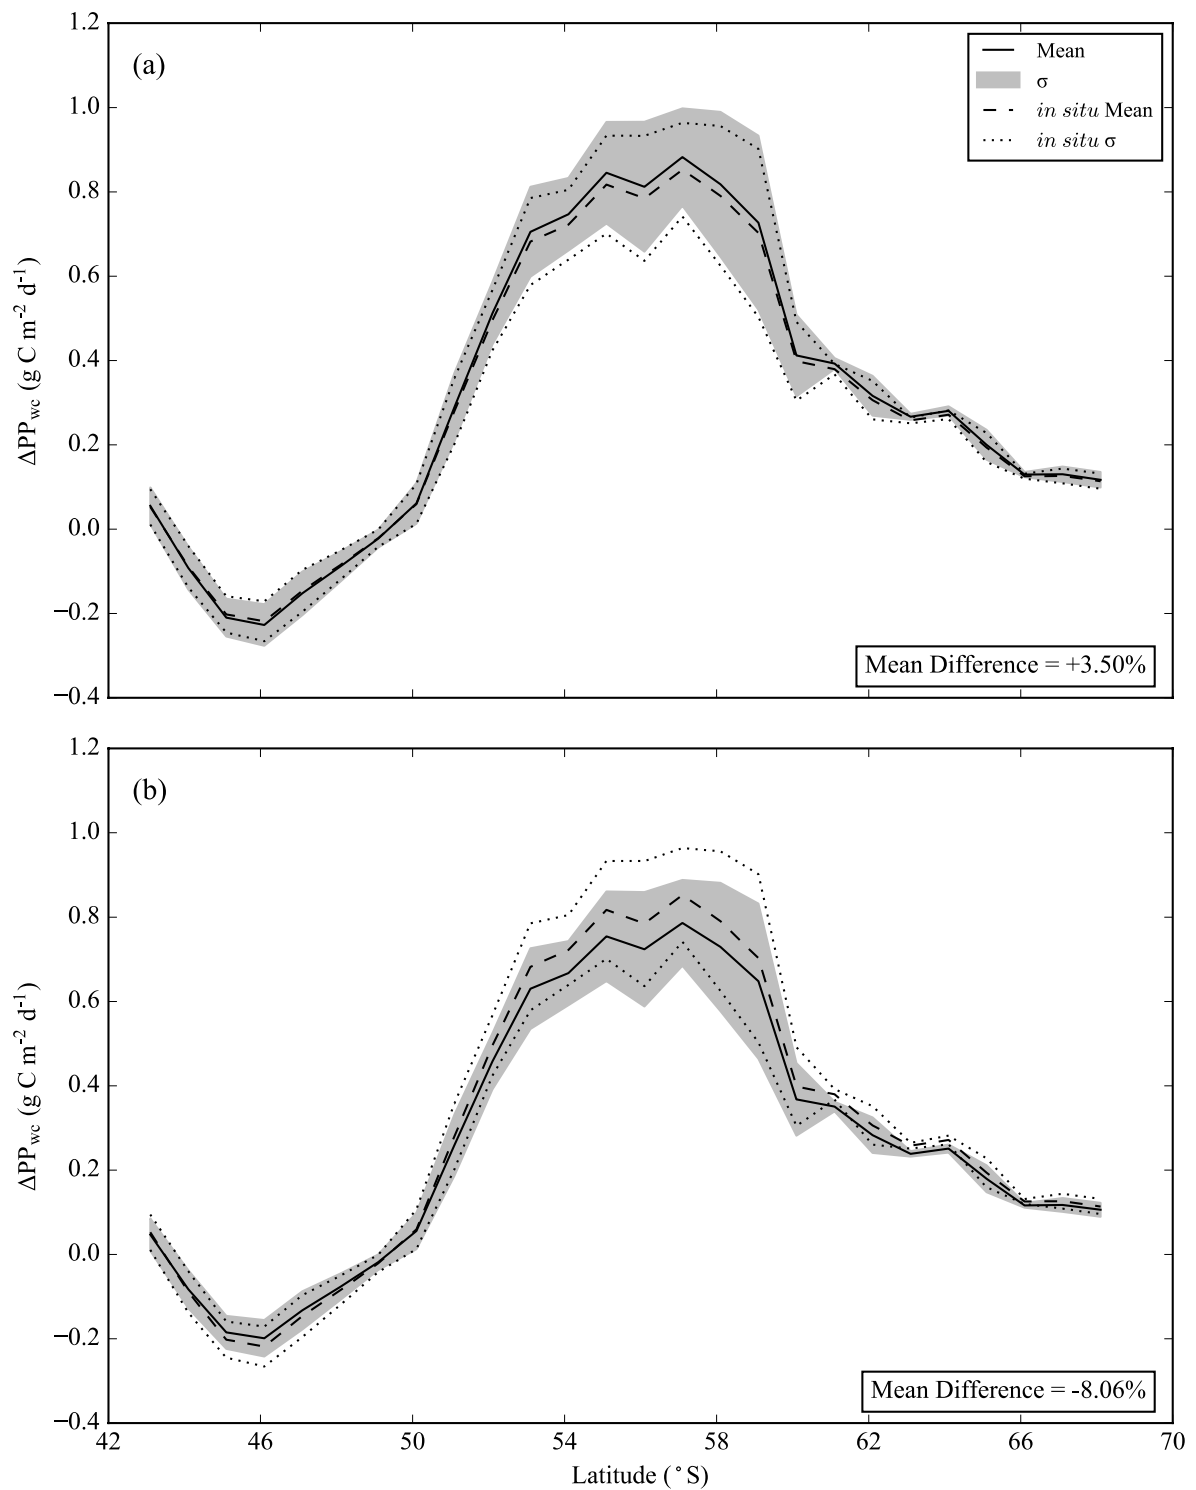 1.2
(a)
Mean
σ
in situ Mean
in situ σ
1.0
0.8
0.6
0.4
0.2
0.0
−0.2
−0.4
ΔPPwc (g C m-2 d-1)
Mean Difference = +3.50%
1.2
(b)
1.0
0.8
0.6
0.4
0.2
0.0
−0.2
−0.4
ΔPPwc (g C m-2 d-1)
Mean Difference = -8.06%
42 46 50 54 58 62 66 70
Latitude (°S)